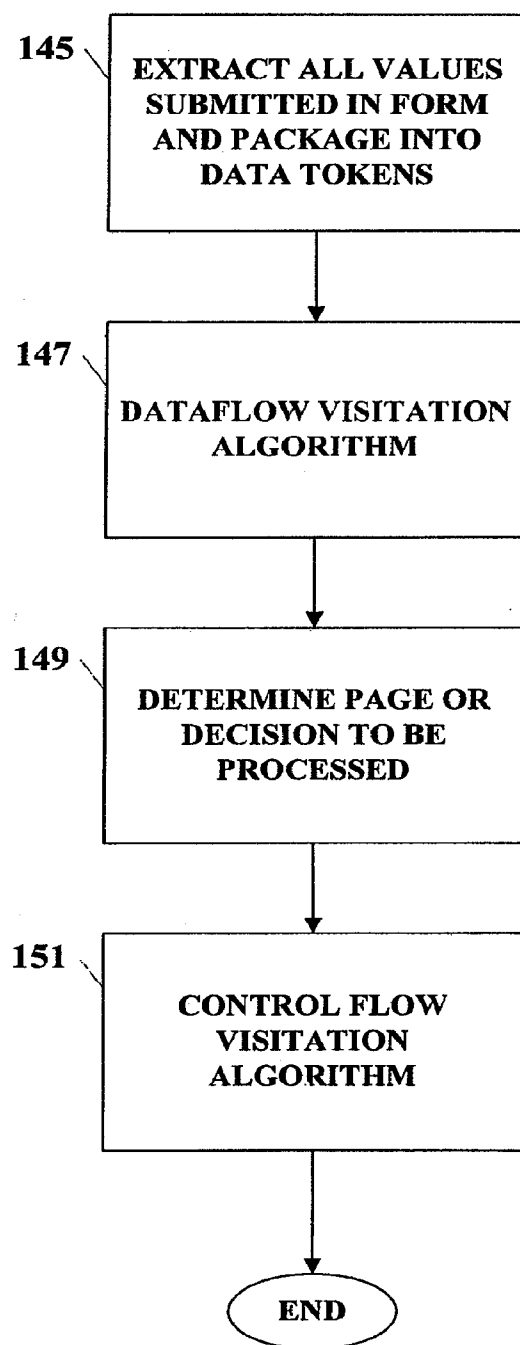 145
EXTRACT ALL VALUES
SUBMITTED IN FORM
AND PACKAGE INTO
DATA TOKENS
147
DATAFLOW VISITATION
ALGORITHM
149
DETERMINE PAGE OR
DECISION TO BE
PROCESSED
151
CONTROL FLOW
VISITATION
ALGORITHM
END